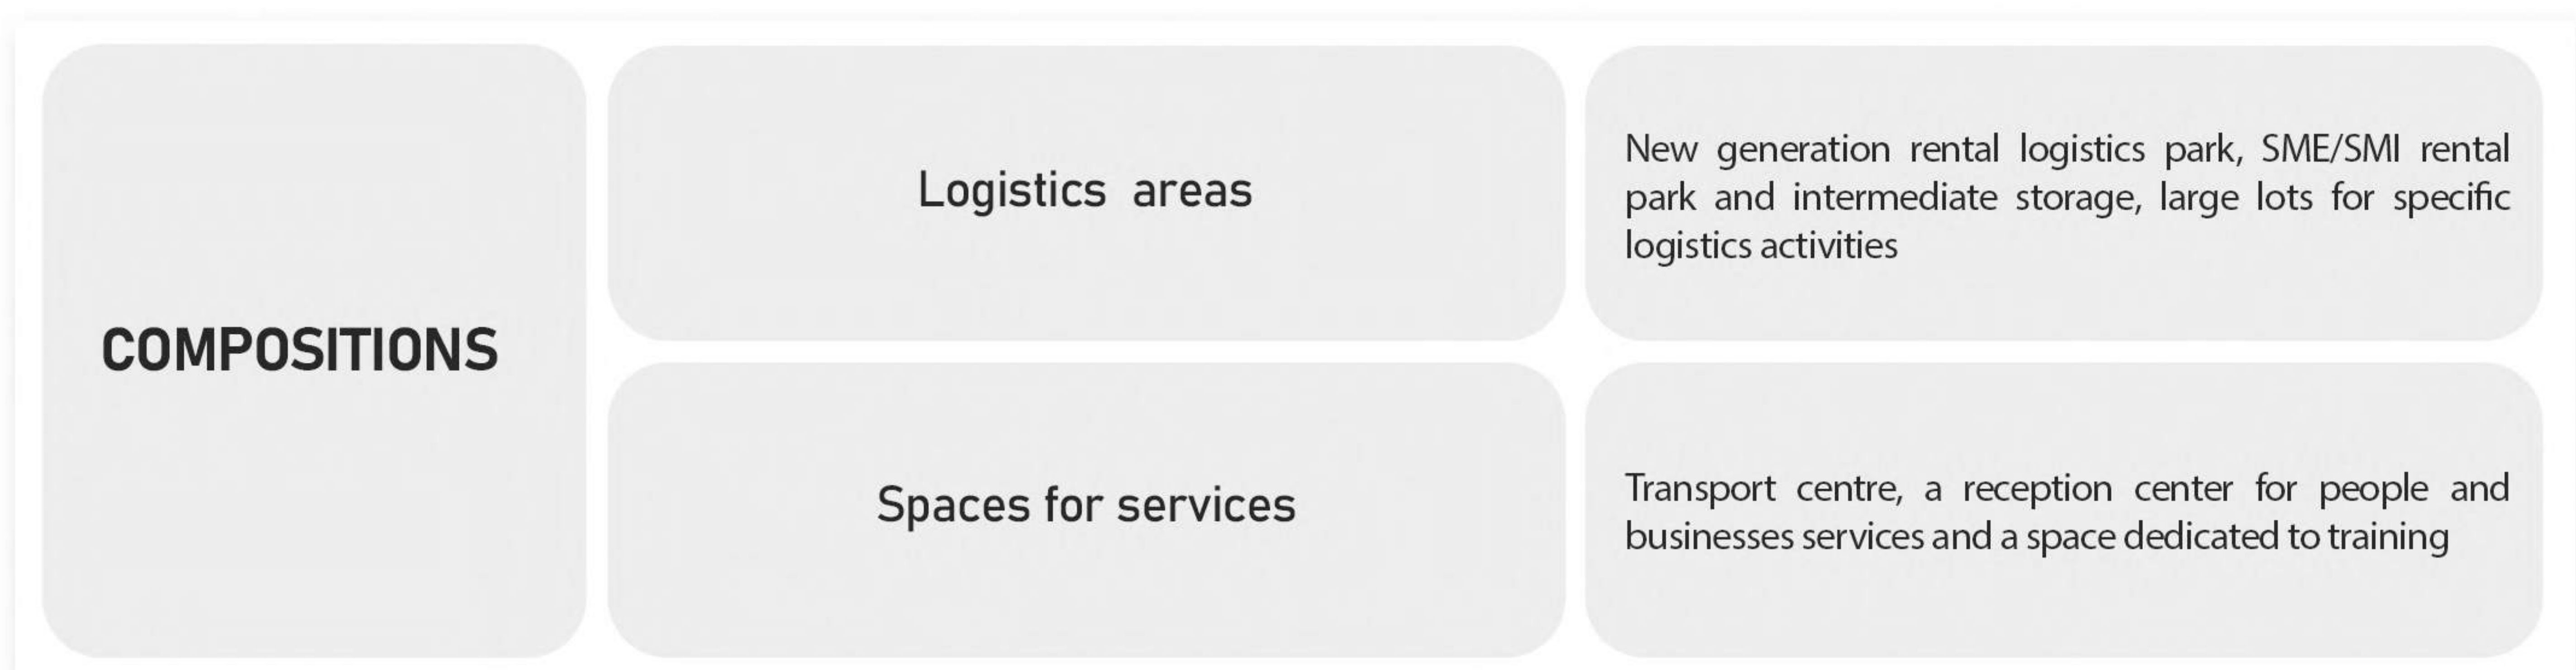 COMPOSITIONS
Logistics areas
New generation rental logistics park, SME/SMI rental
park and intermediate storage, large lots for specific
logistics activities
Spaces for services
Transport centre, a reception center for people and
businesses services and a space dedicated to training